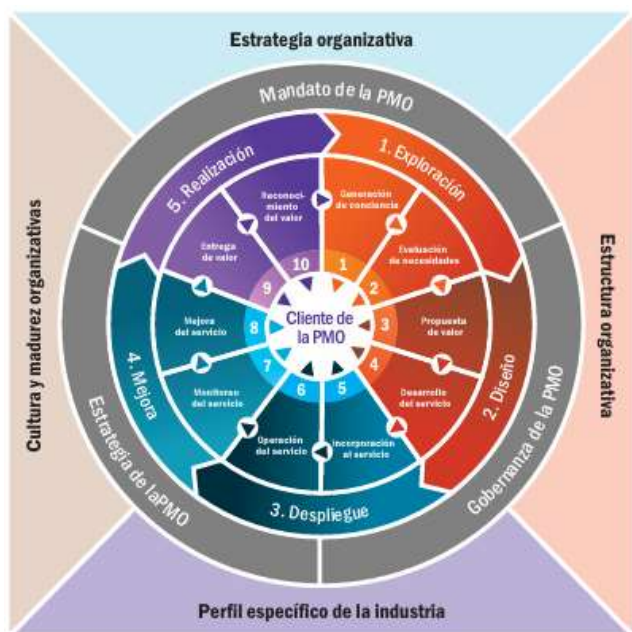 Estrategia organizativa
Mandato de la PMO
1. Exploración
5. Realización
Reconoci-
miento
del valor
Generación
de conciencia
Entrega
de valor
Evaluación
de necesidades
10
1
9
2
Cultura y madurez organizativas
Estructura organizativa
Mejora
del servicio
8
Cliente de
la PMO
3
Propuesta
de valor
7
4
6
5
Monitoreo
del servicio
Desarrollo
del servicio
4. Mejora
2. Diseño
Operación
del servicio
Incorporación
al servicio
Estrategia de laPMO
Gobernanza de la PMO
3. Despliegue
Perfil específico de la industria